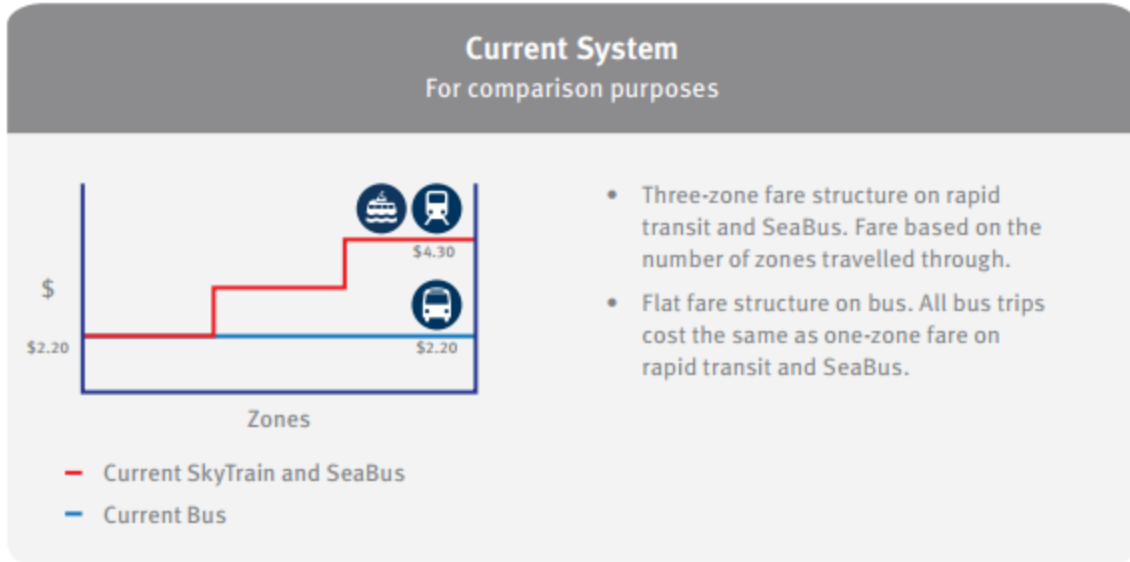 Current System
For comparison purposes
$4.30
$
$2.20
$2.20
Zones
Current SkyTrain and SeaBus
Current Bus
• Three-zone fare structure on rapid
transit and SeaBus. Fare based on the
number of zones travelled through.
• Flat fare structure on bus. All bus trips
cost the same as one-zone fare on
rapid transit and SeaBus.